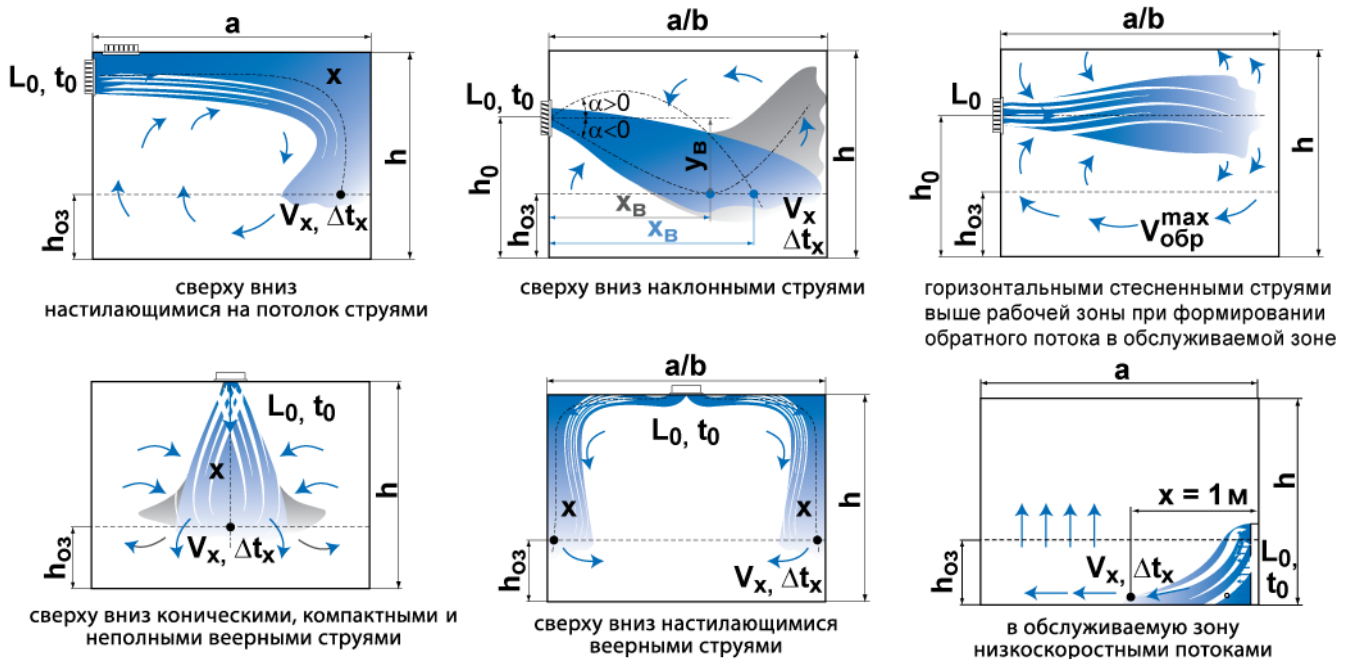 a
L₀, t₀
x
h
hоз
Vₓ, Δtₓ
сверху вниз
настилающимися на потолок струями
a/b
L₀, t₀
α>0
α<0
yв
h
h₀
hоз
xв
xв
Vₓ
Δtₓ
сверху вниз наклонными струями
a/b
L₀
h
h₀
hоз
Vобр max
горизонтальными стесненными струями
выше рабочей зоны при формировании
обратного потока в обслуживаемой зоне
L₀, t₀
x
h
hоз
Vₓ, Δtₓ
сверху вниз коническими, компактными и
неполными веерными струями
a/b
L₀, t₀
x
x
h
hоз
Vₓ, Δtₓ
сверху вниз настилающимися
веерными струями
a
h
x = 1 м
hоз
Vₓ, Δtₓ
L₀,
t₀
в обслуживаемую зону
низкоскоростными потоками